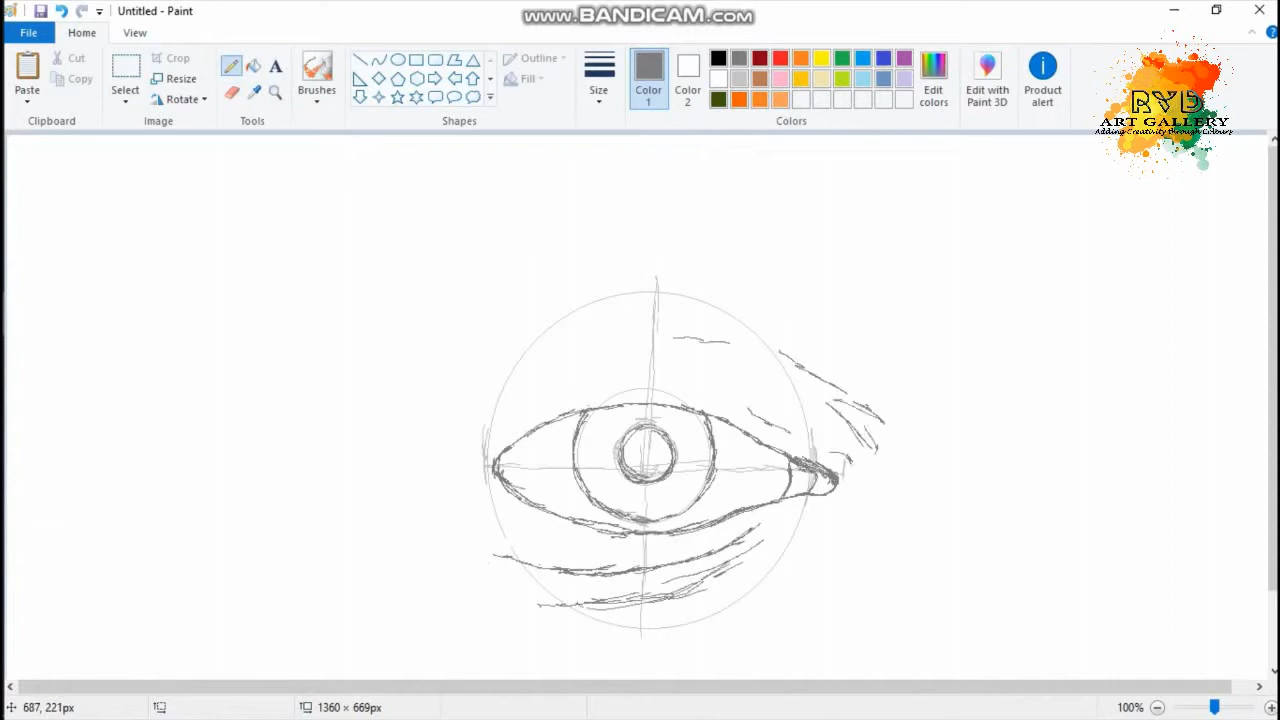 Untitled - Paint
www.BANDICAM.com
File
Home
View
Cut
Copy
Paste
Clipboard
Crop
Resize
Rotate
Select
Image
A
Tools
Brushes
Outline
Fill
Shapes
Size
Color
1
Color
2
Edit
colors
Colors
Edit with
Paint 3D
Product
alert
RYB
ART GALLERY
Adding Creativity through Colours
687, 221px
1360 × 669px
100%